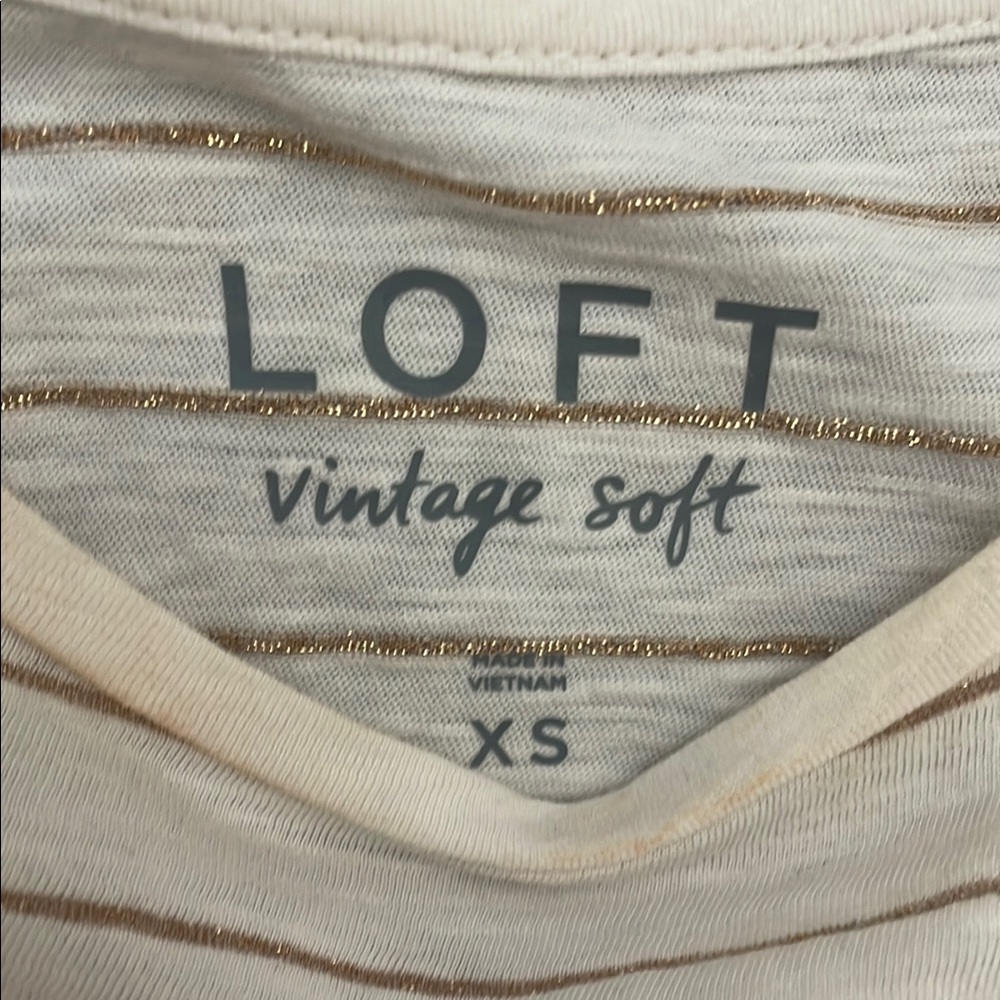 LOFT
vintage soft
MADE IN
VIETNAM
XS